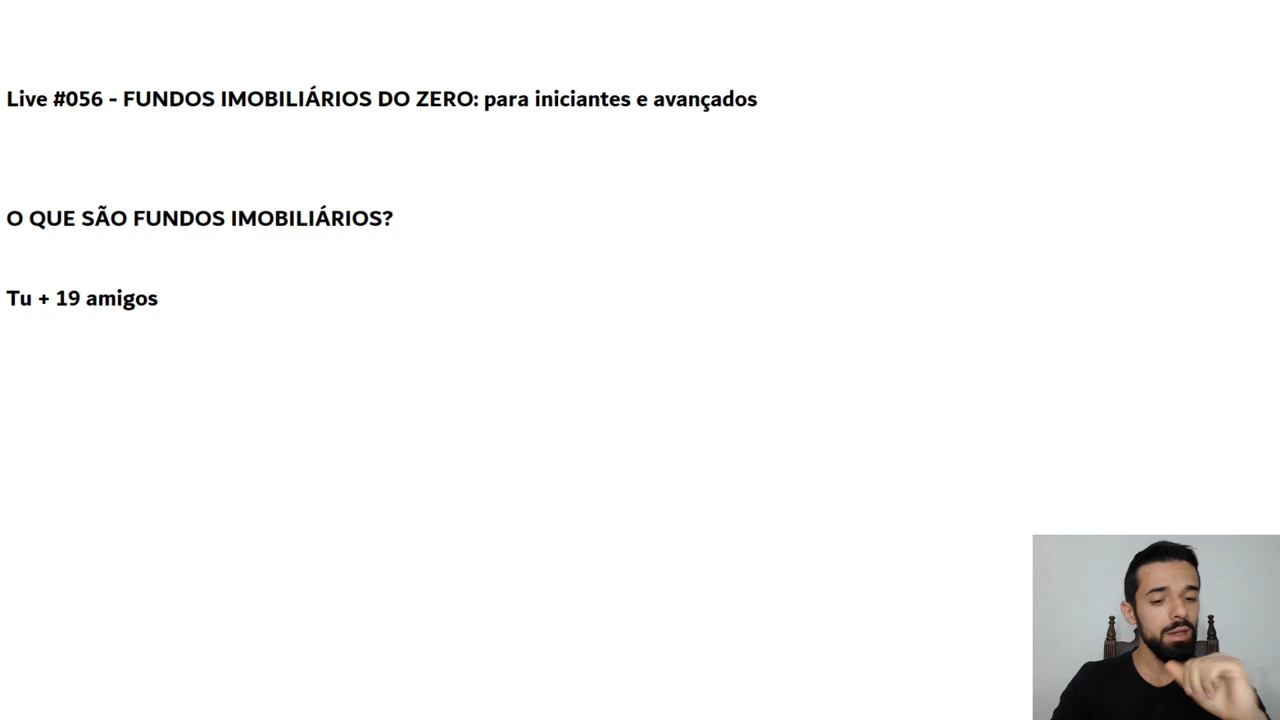 Live #056 - FUNDOS IMOBILIÁRIOS DO ZERO: para iniciantes e avançados
O QUE SÃO FUNDOS IMOBILIÁRIOS?
Tu + 19 amigos